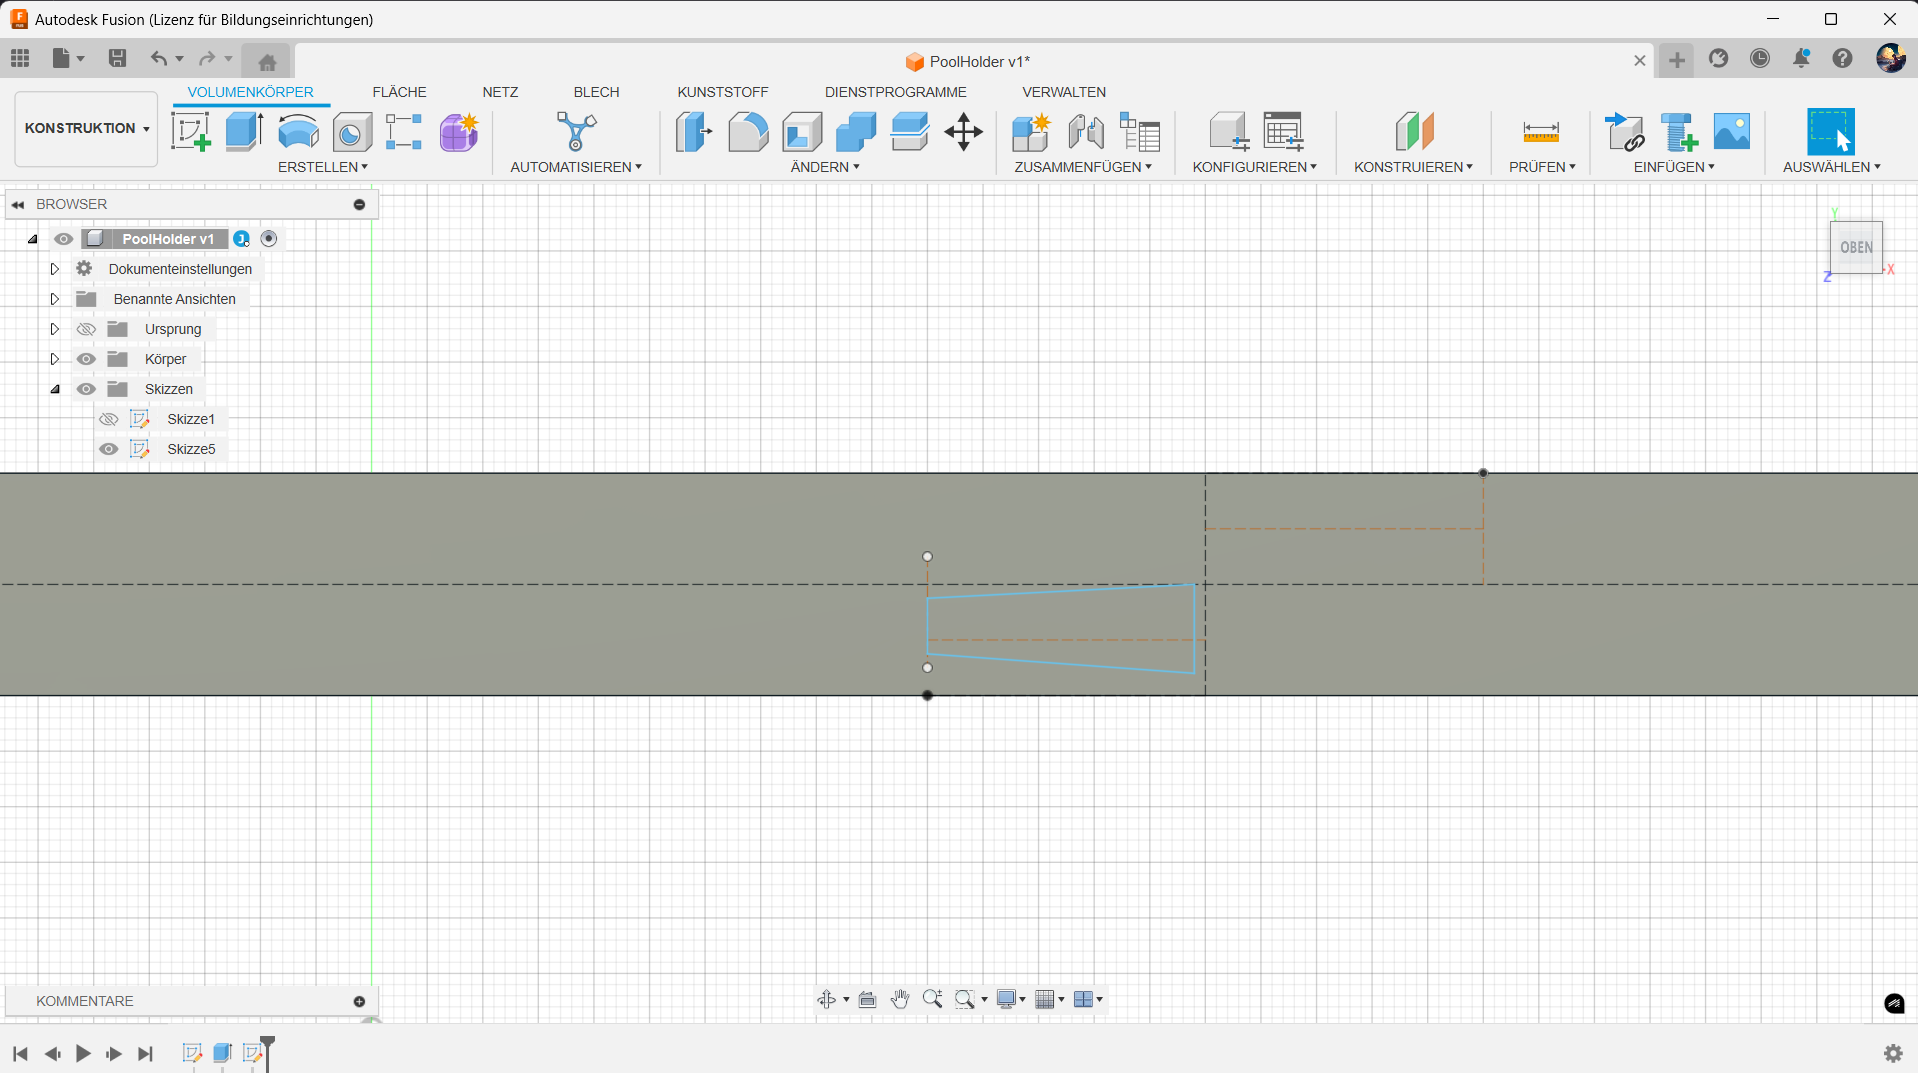 Autodesk Fusion (Lizenz für Bildungseinrichtungen)
PoolHolder v1*
VOLUMENKÖRPER FLÄCHE NETZ BLECH KUNSTSTOFF DIENSTPROGRAMME VERWALTEN
KONSTRUKTION
ERSTELLEN AUTOMATISIEREN ÄNDERN ZUSAMMENFÜGEN KONFIGURIEREN KONSTRUIEREN PRÜFEN EINFÜGEN AUSWÄHLEN
BROWSER
PoolHolder v1
Dokumenteinstellungen
Benannte Ansichten
Ursprung
Körper
Skizzen
Skizze1
Skizze5
Y
OBEN
X
Z
KOMMENTARE